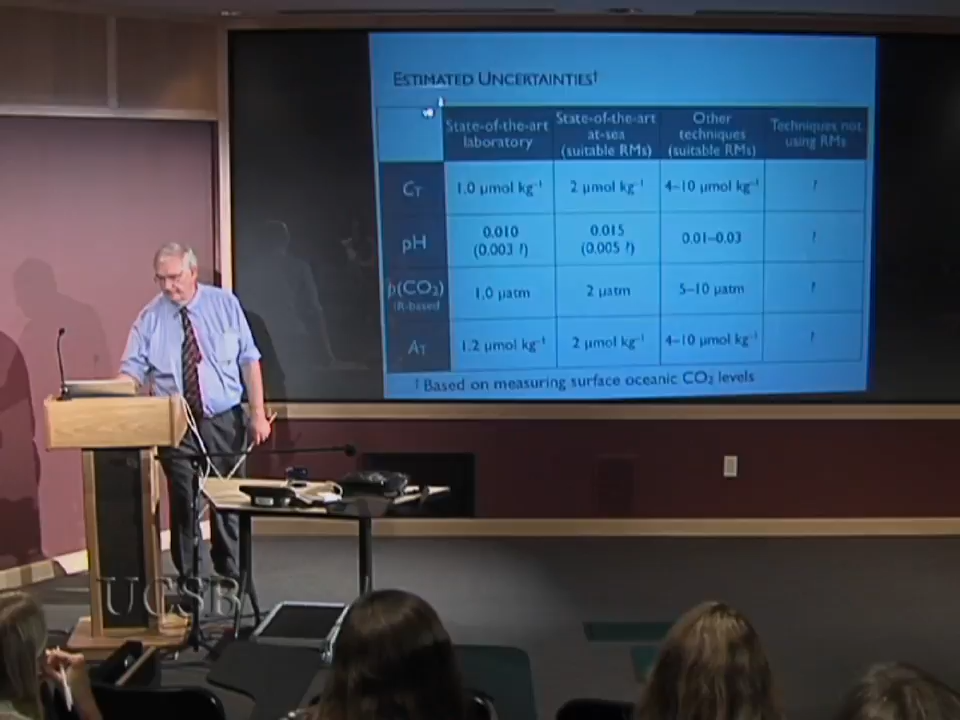 ESTIMATED UNCERTAINTIES†
State-of-the-art laboratory
State-of-the-art at-sea (suitable RMs)
Other techniques (suitable RMs)
Techniques not using RMs
CT 1.0 µmol kg⁻¹ 2 µmol kg⁻¹ 4–10 µmol kg⁻¹ ?
pH 0.010 (0.003 ?) 0.015 (0.005 ?) 0.01–0.03 ?
p(CO₂) IR-based 1.0 µatm 2 µatm 5–10 µatm ?
AT 1.2 µmol kg⁻¹ 2 µmol kg⁻¹ 4–10 µmol kg⁻¹ ?
† Based on measuring surface oceanic CO₂ levels
UCSB